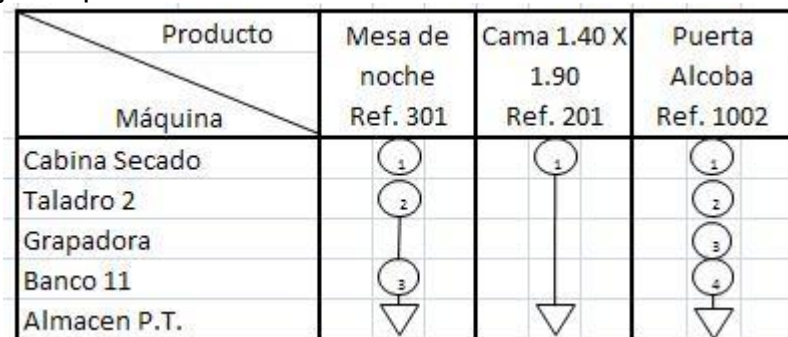 Producto
Máquina
Mesa de
noche
Ref. 301
Cama 1.40 X
1.90
Ref. 201
Puerta
Alcoba
Ref. 1002
Cabina Secado
1
1
1
Taladro 2
2
2
Grapadora
3
Banco 11
3
4
Almacen P.T.